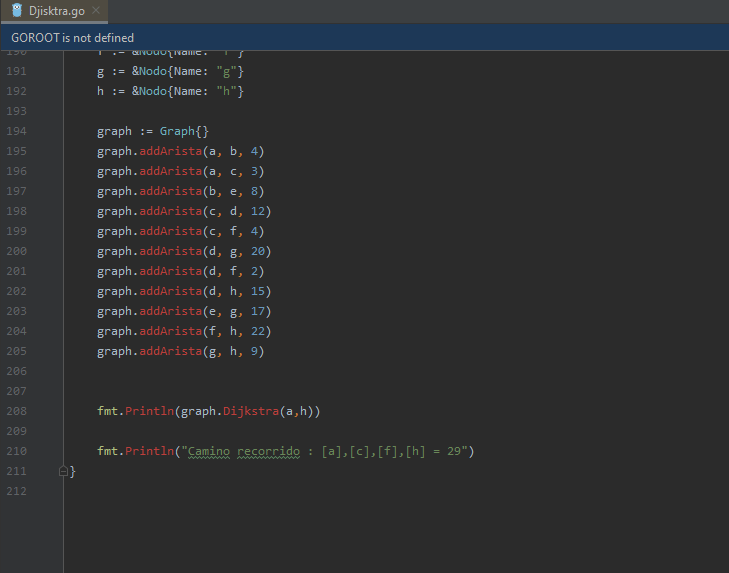 Djisktra.go
GOROOT is not defined
190 f := &Nodo{Name: "f"}
191 g := &Nodo{Name: "g"}
192 h := &Nodo{Name: "h"}
193
194 graph := Graph{}
195 graph.addArista(a, b, 4)
196 graph.addArista(a, c, 3)
197 graph.addArista(b, e, 8)
198 graph.addArista(c, d, 12)
199 graph.addArista(c, f, 4)
200 graph.addArista(d, g, 20)
201 graph.addArista(d, f, 2)
202 graph.addArista(d, h, 15)
203 graph.addArista(e, g, 17)
204 graph.addArista(f, h, 22)
205 graph.addArista(g, h, 9)
206
207
208 fmt.Println(graph.Dijkstra(a,h))
209
210 fmt.Println("Camino recorrido : [a],[c],[f],[h] = 29")
211 }
212